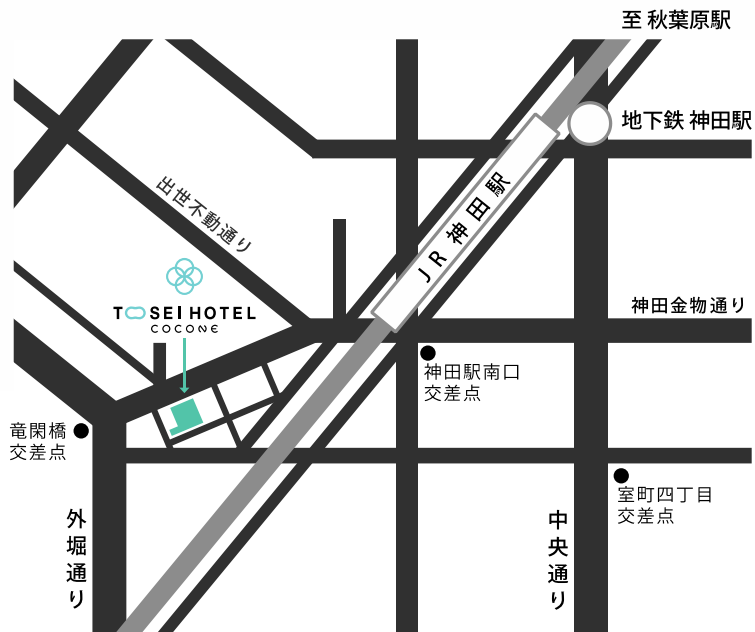 至 秋葉原駅
地下鉄 神田駅
JR 神田駅
出世不動通り
TOSEI HOTEL
COCONE
神田金物通り
神田駅南口
交差点
竜閑橋
交差点
室町四丁目
交差点
外堀通り
中央通り